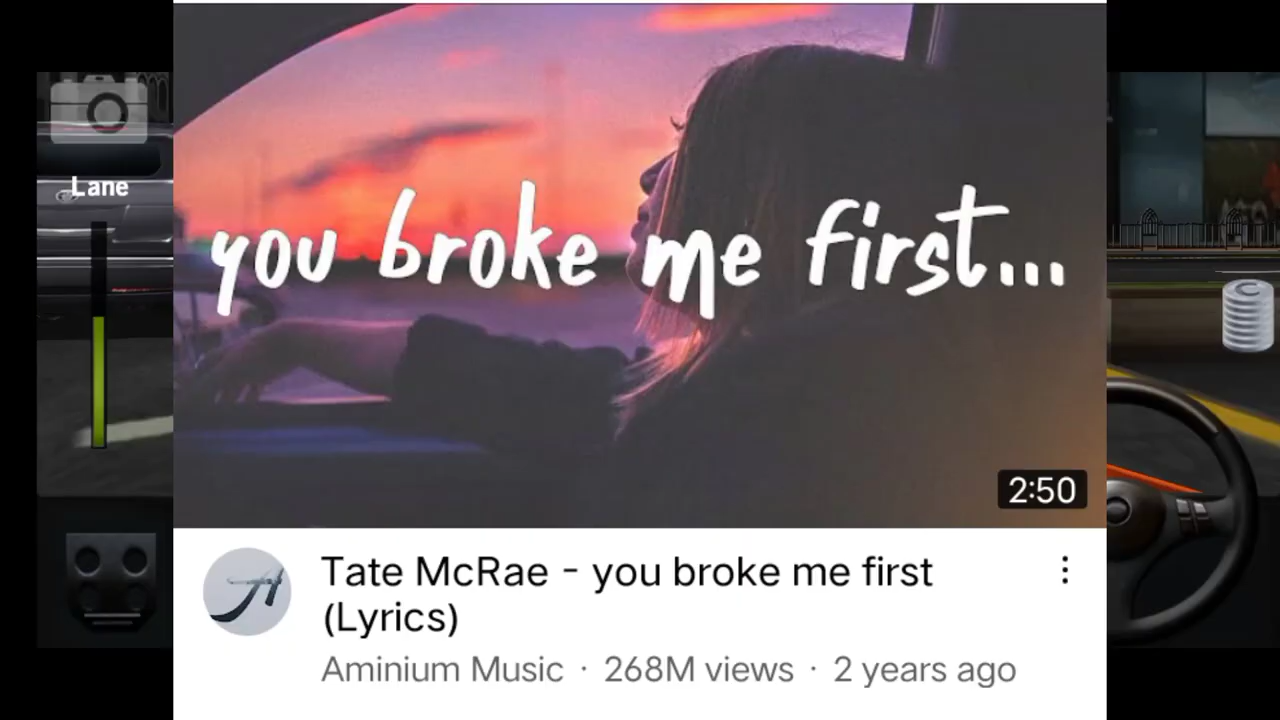 Lane
you broke me first...
2:50
Tate McRae - you broke me first
(Lyrics)
Aminium Music · 268M views · 2 years ago